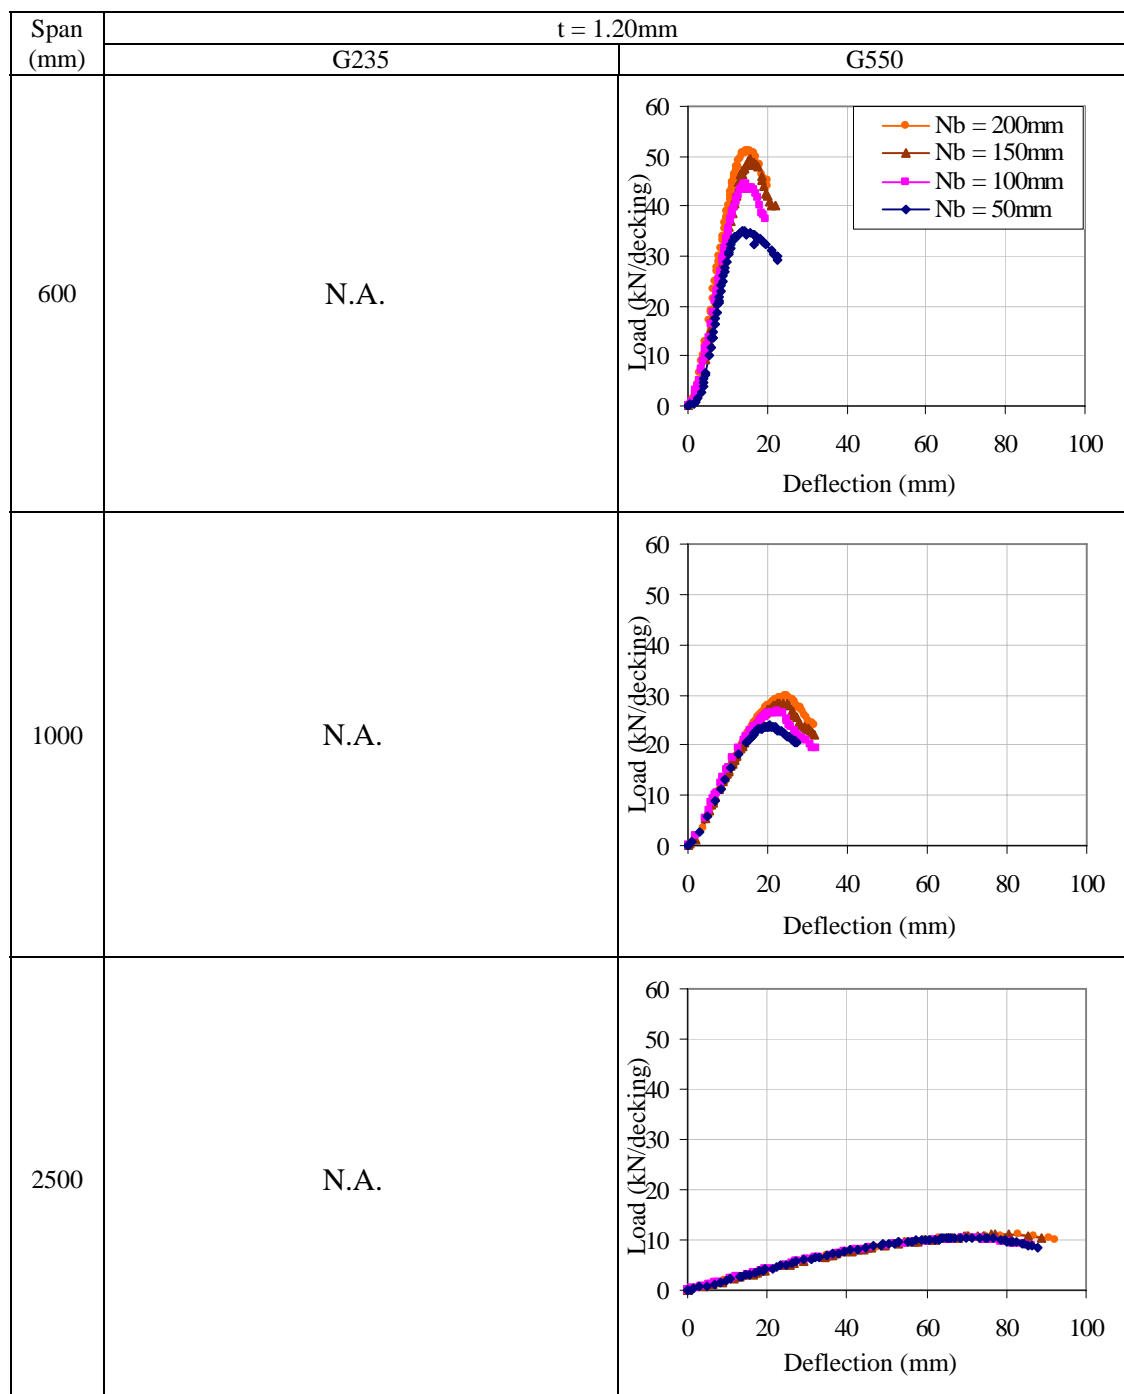 Span
(mm)
t = 1.20mm
G235
G550
600
N.A.
60
50
40
30
20
10
0
Load (kN/decking)
Nb = 200mm
Nb = 150mm
Nb = 100mm
Nb = 50mm
0 20 40 60 80 100
Deflection (mm)
1000
N.A.
60
50
40
30
20
10
0
Load (kN/decking)
0 20 40 60 80 100
Deflection (mm)
2500
N.A.
60
50
40
30
20
10
0
Load (kN/decking)
0 20 40 60 80 100
Deflection (mm)